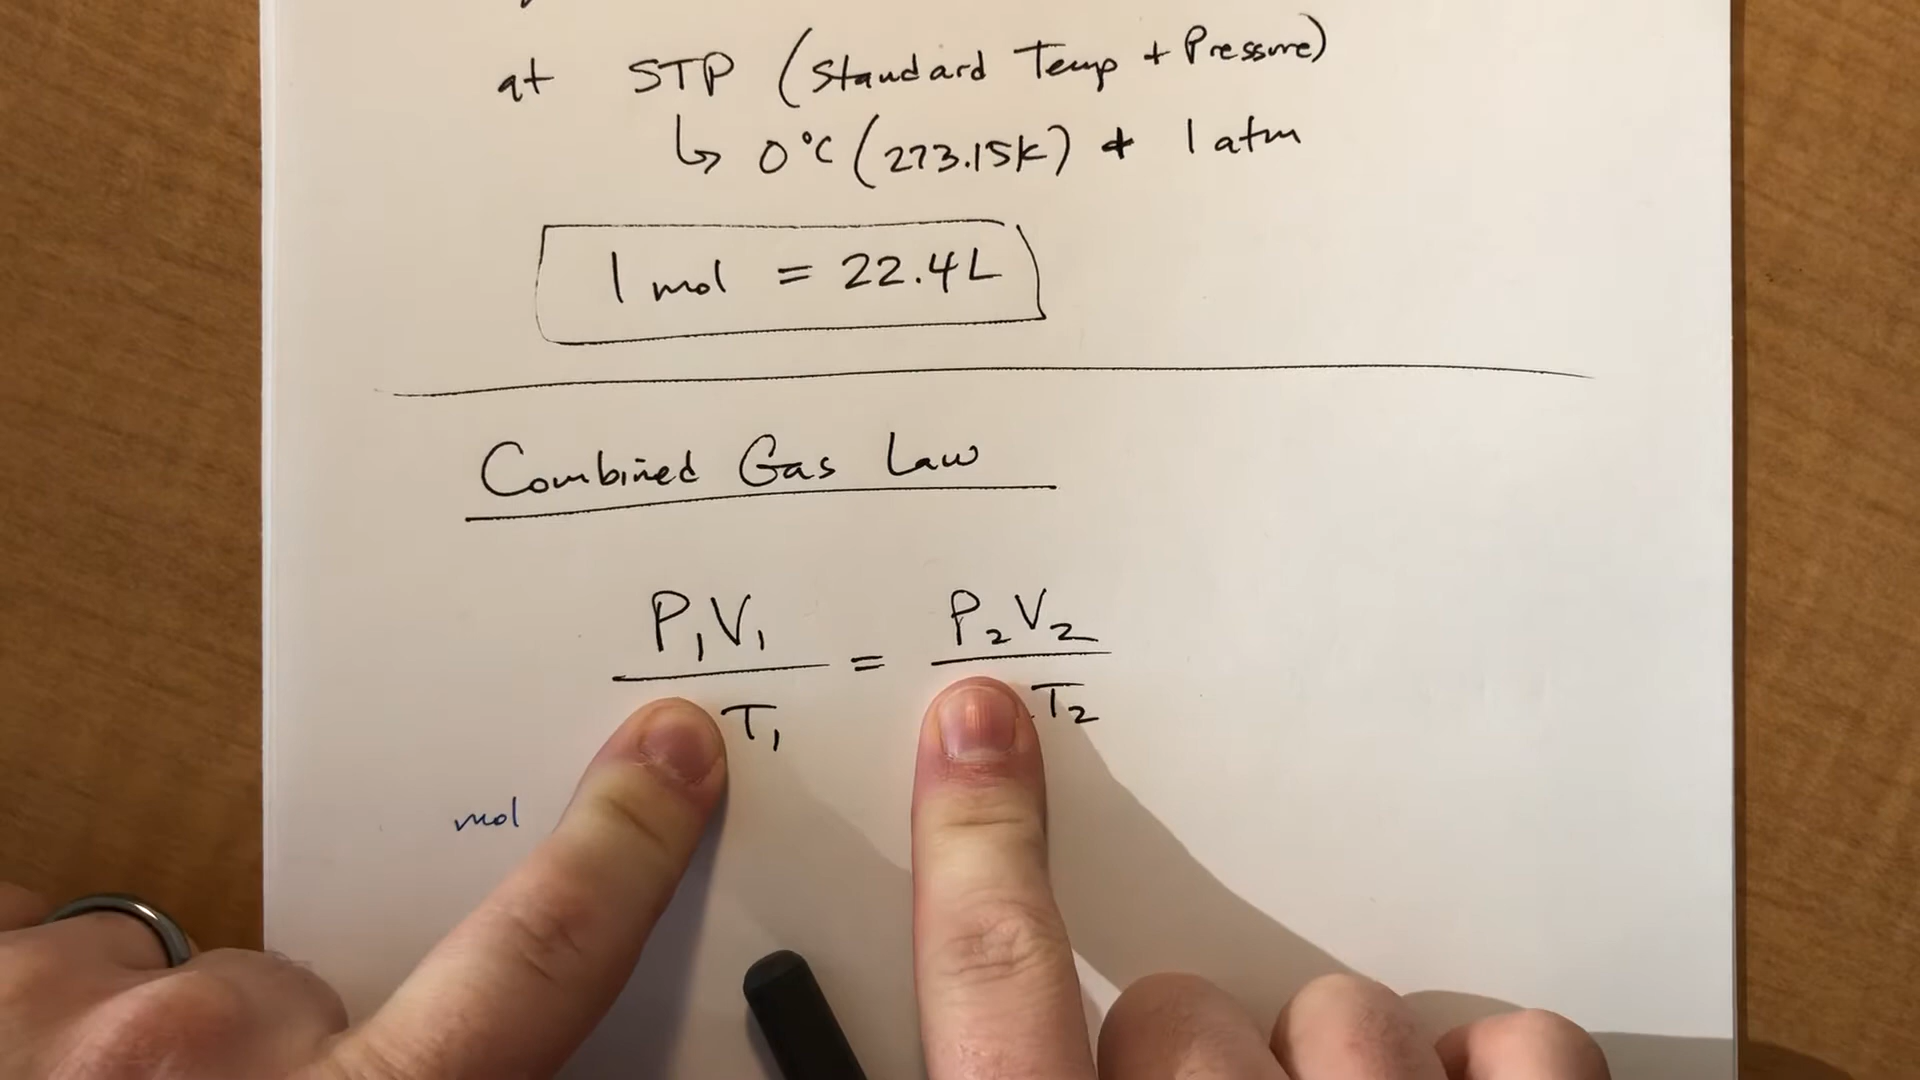 at STP (Standard Temp + Pressure)
↳ 0°C (273.15K) + 1 atm
1 mol = 22.4L
Combined Gas Law
P₁V₁ = P₂V₂
T₁ T₂
mol